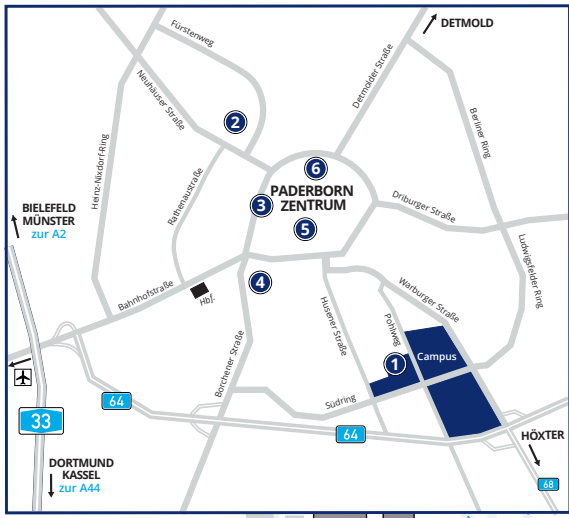 DETMOLD
Fürstenweg
Neuhäuser Straße
Detmolder Straße
Heinz-Nixdorf-Ring
Berliner Ring
2
6
Rathenaustraße
PADERBORN
ZENTRUM
3
Driburger Straße
BIELEFELD
MÜNSTER
zur A2
5
Ludwigsfelder Ring
4
Warburger Straße
Bahnhofstraße
Hbf.
Husener Straße
Pohlweg
Borchener Straße
Campus
1
64
Südring
33
64
HÖXTER
DORTMUND
KASSEL
zur A44
68